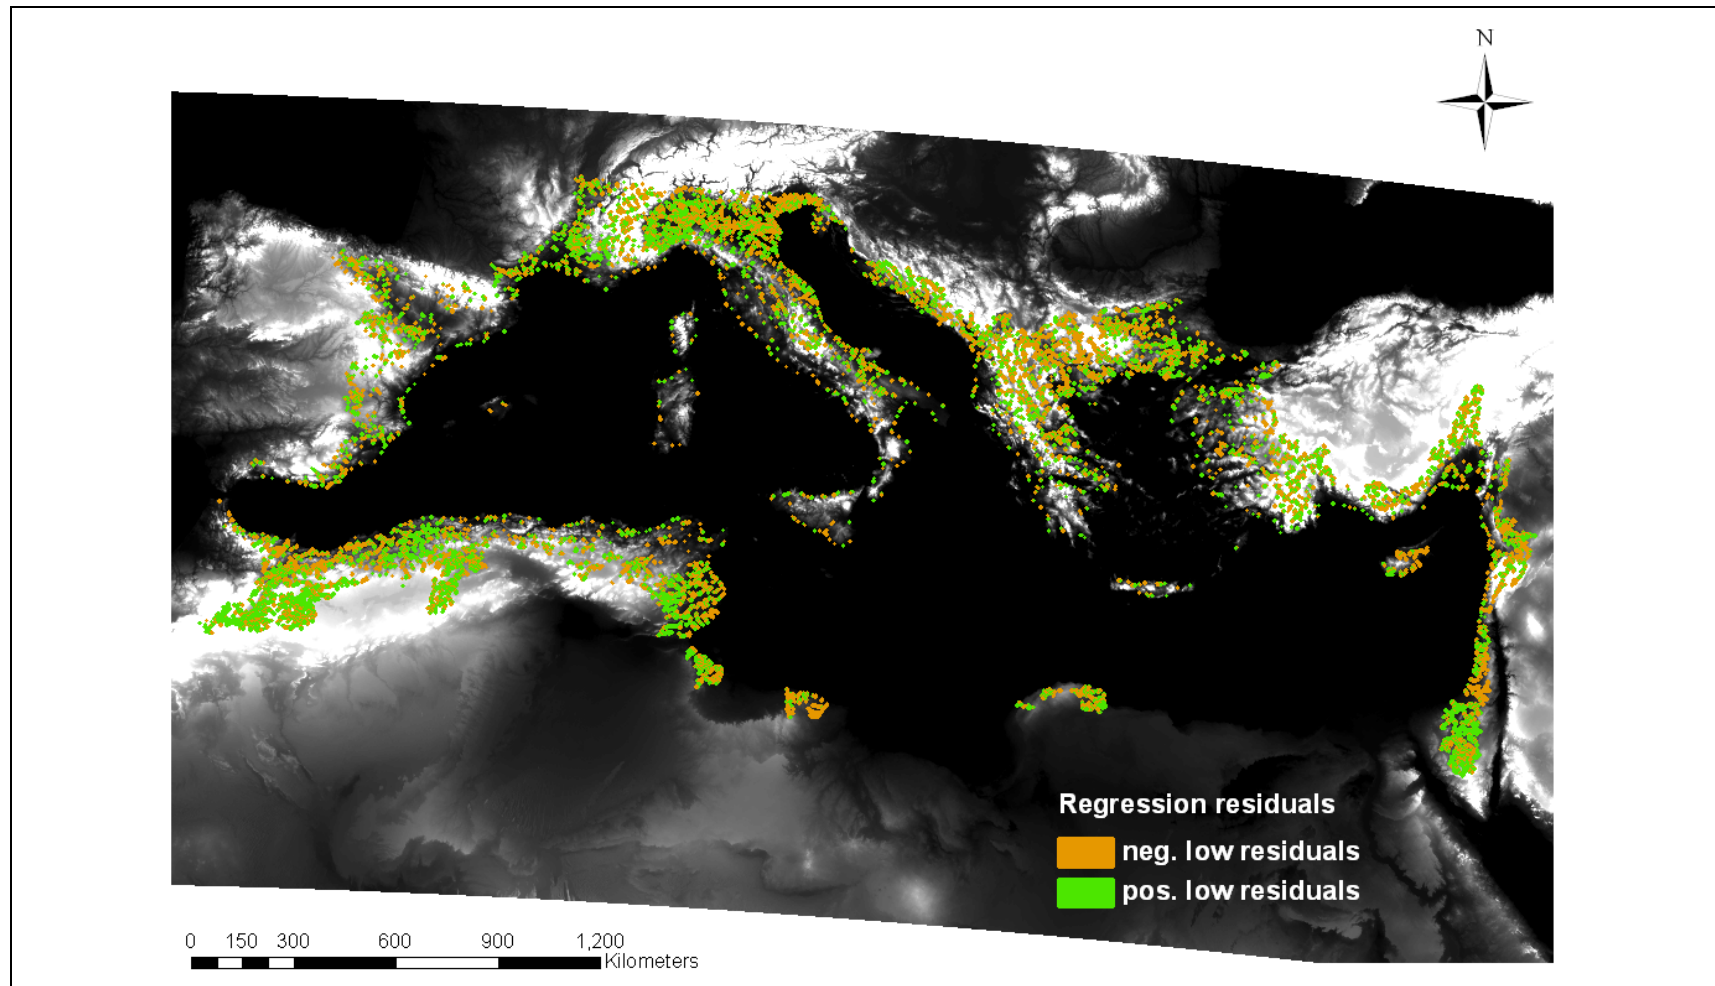 N
Regression residuals
neg. low residuals
pos. low residuals
0 150 300 600 900 1,200
Kilometers